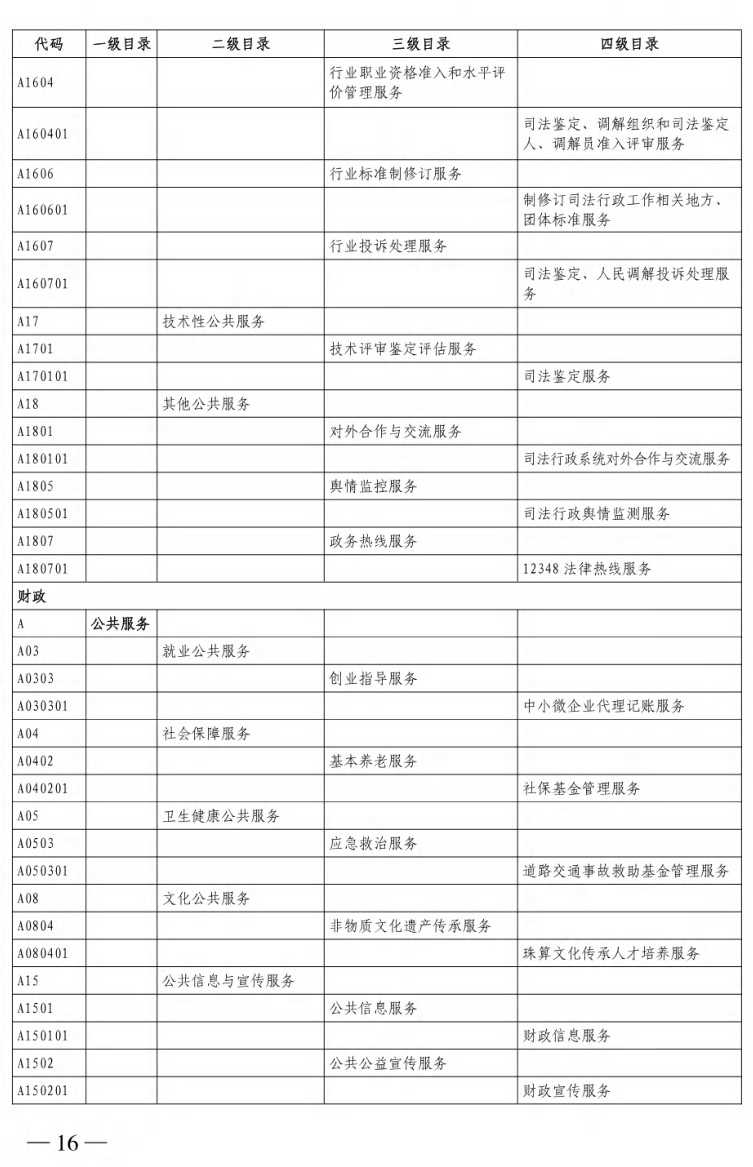 代码 一级目录 二级目录 三级目录 四级目录
A1604 行业职业资格准入和水平评
价管理服务
A160401 司法鉴定、调解组织和司法鉴定
人、调解员准入评审服务
A1606 行业标准制修订服务
A160601 制修订司法行政工作相关地方、
团体标准服务
A1607 行业投诉处理服务
A160701 司法鉴定、人民调解投诉处理服
务
A17 技术性公共服务
A1701 技术评审鉴定评估服务
A170101 司法鉴定服务
A18 其他公共服务
A1801 对外合作与交流服务
A180101 司法行政系统对外合作与交流服务
A1805 舆情监控服务
A180501 司法行政舆情监测服务
A1807 政务热线服务
A180701 12348 法律热线服务
财政
A 公共服务
A03 就业公共服务
A0303 创业指导服务
A030301 中小微企业代理记账服务
A04 社会保障服务
A0402 基本养老服务
A040201 社保基金管理服务
A05 卫生健康公共服务
A0503 应急救治服务
A050301 道路交通事故救助基金管理服务
A08 文化公共服务
A0804 非物质文化遗产传承服务
A080401 珠算文化传承人才培养服务
A15 公共信息与宣传服务
A1501 公共信息服务
A150101 财政信息服务
A1502 公共公益宣传服务
A150201 财政宣传服务
— 16 —